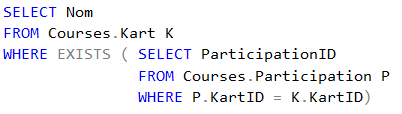 SELECT Nom
FROM Courses.Kart K
WHERE EXISTS ( SELECT ParticipationID
FROM Courses.Participation P
WHERE P.KartID = K.KartID)